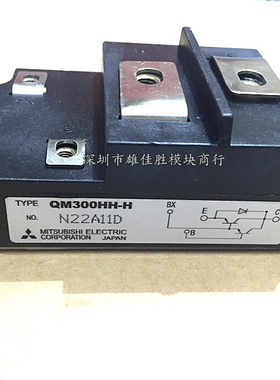 深圳市雄佳胜模块商行
TYPE QM300HH-H
NO. N22A11D
MITSUBISHI ELECTRIC
CORPORATION JAPAN
BX E C
B